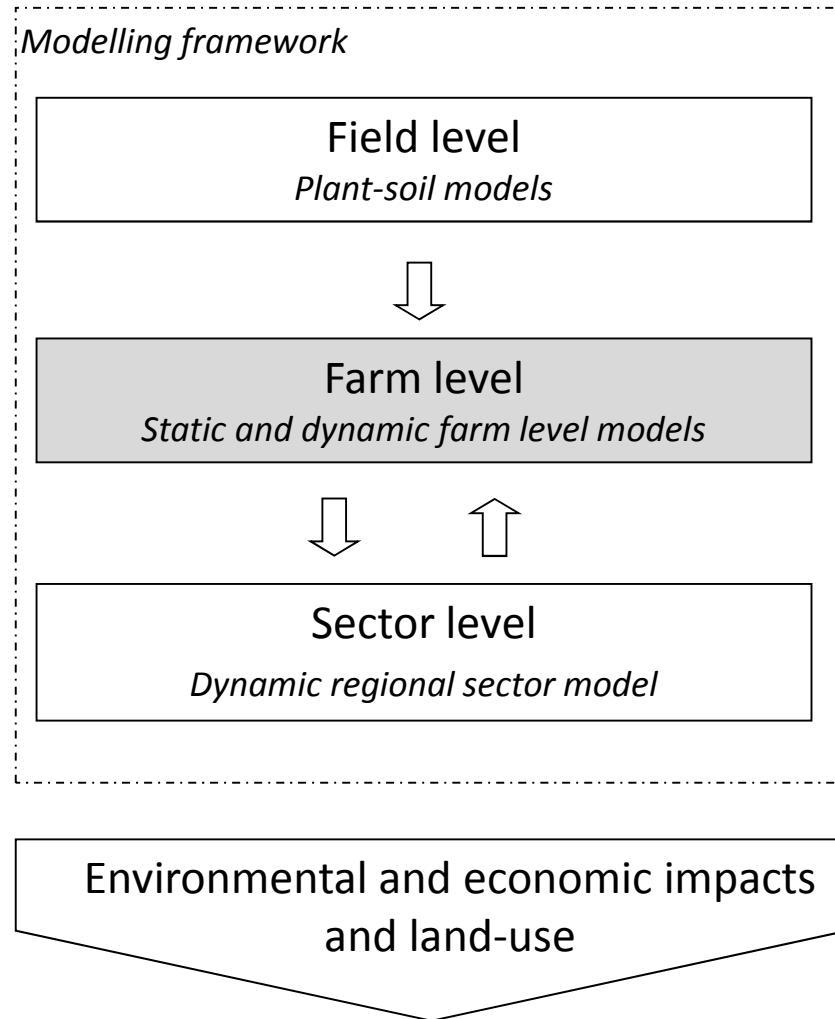 Modelling framework
Field level
Plant-soil models
Farm level
Static and dynamic farm level models
Sector level
Dynamic regional sector model
Environmental and economic impacts
and land-use